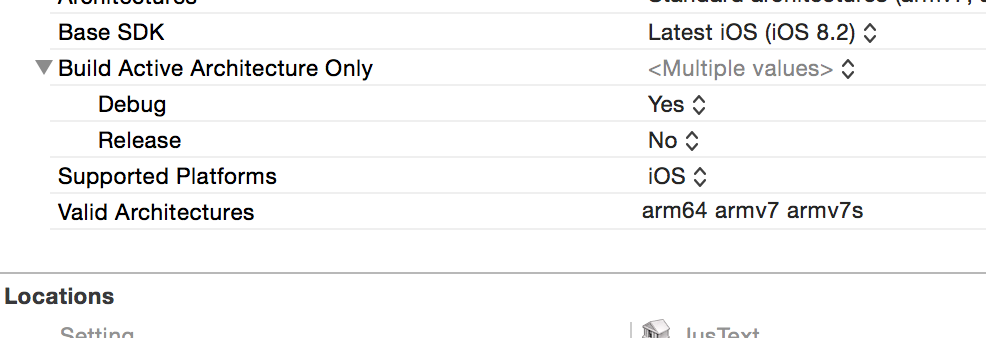 Architectures Standard architectures (armv7,
Base SDK Latest iOS (iOS 8.2)
Build Active Architecture Only <Multiple values>
Debug Yes
Release No
Supported Platforms iOS
Valid Architectures arm64 armv7 armv7s
Locations
Setting JusText